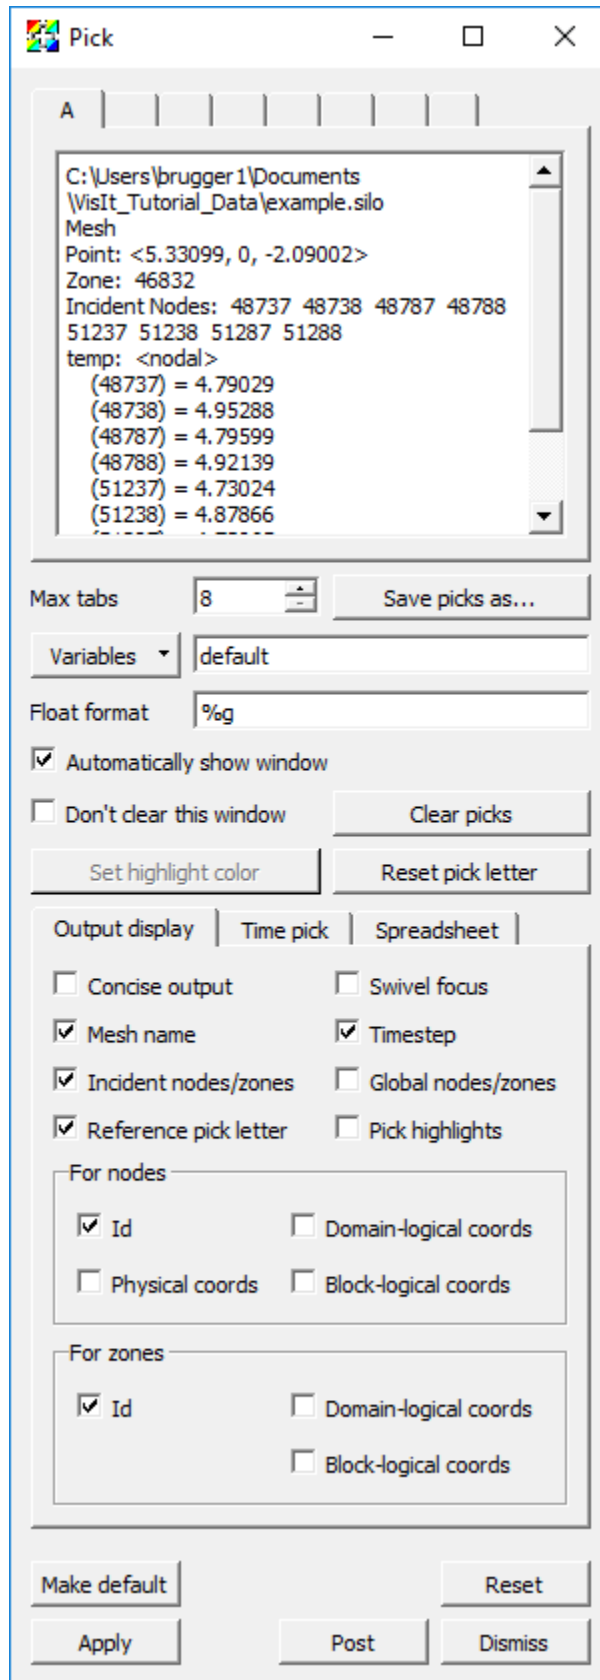 Pick
A
C:\Users\brugger1\Documents
\VisIt_Tutorial_Data\example.silo
Mesh
Point: <5.33099, 0, -2.09002>
Zone: 46832
Incident Nodes: 48737 48738 48787 48788
51237 51238 51287 51288
temp: <nodal>
(48737) = 4.79029
(48738) = 4.95288
(48787) = 4.79599
(48788) = 4.92139
(51237) = 4.73024
(51238) = 4.87866
Max tabs 8 Save picks as...
Variables default
Float format %g
Automatically show window
Don't clear this window Clear picks
Set highlight color Reset pick letter
Output display Time pick Spreadsheet
Concise output Swivel focus
Mesh name Timestep
Incident nodes/zones Global nodes/zones
Reference pick letter Pick highlights
For nodes
Id Domain-logical coords
Physical coords Block-logical coords
For zones
Id Domain-logical coords
Block-logical coords
Make default Reset
Apply Post Dismiss